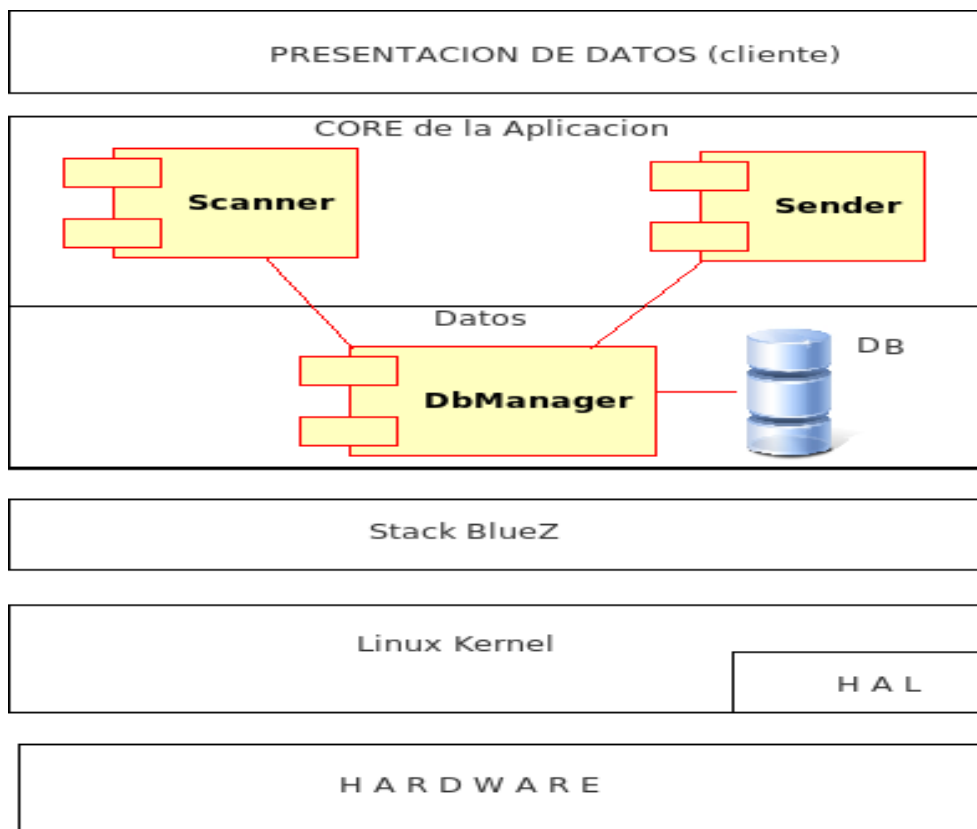 PRESENTACION DE DATOS (cliente)
CORE de la Aplicacion
Scanner
Sender
Datos
DB
DbManager
Stack BlueZ
Linux Kernel
H A L
H A R D W A R E